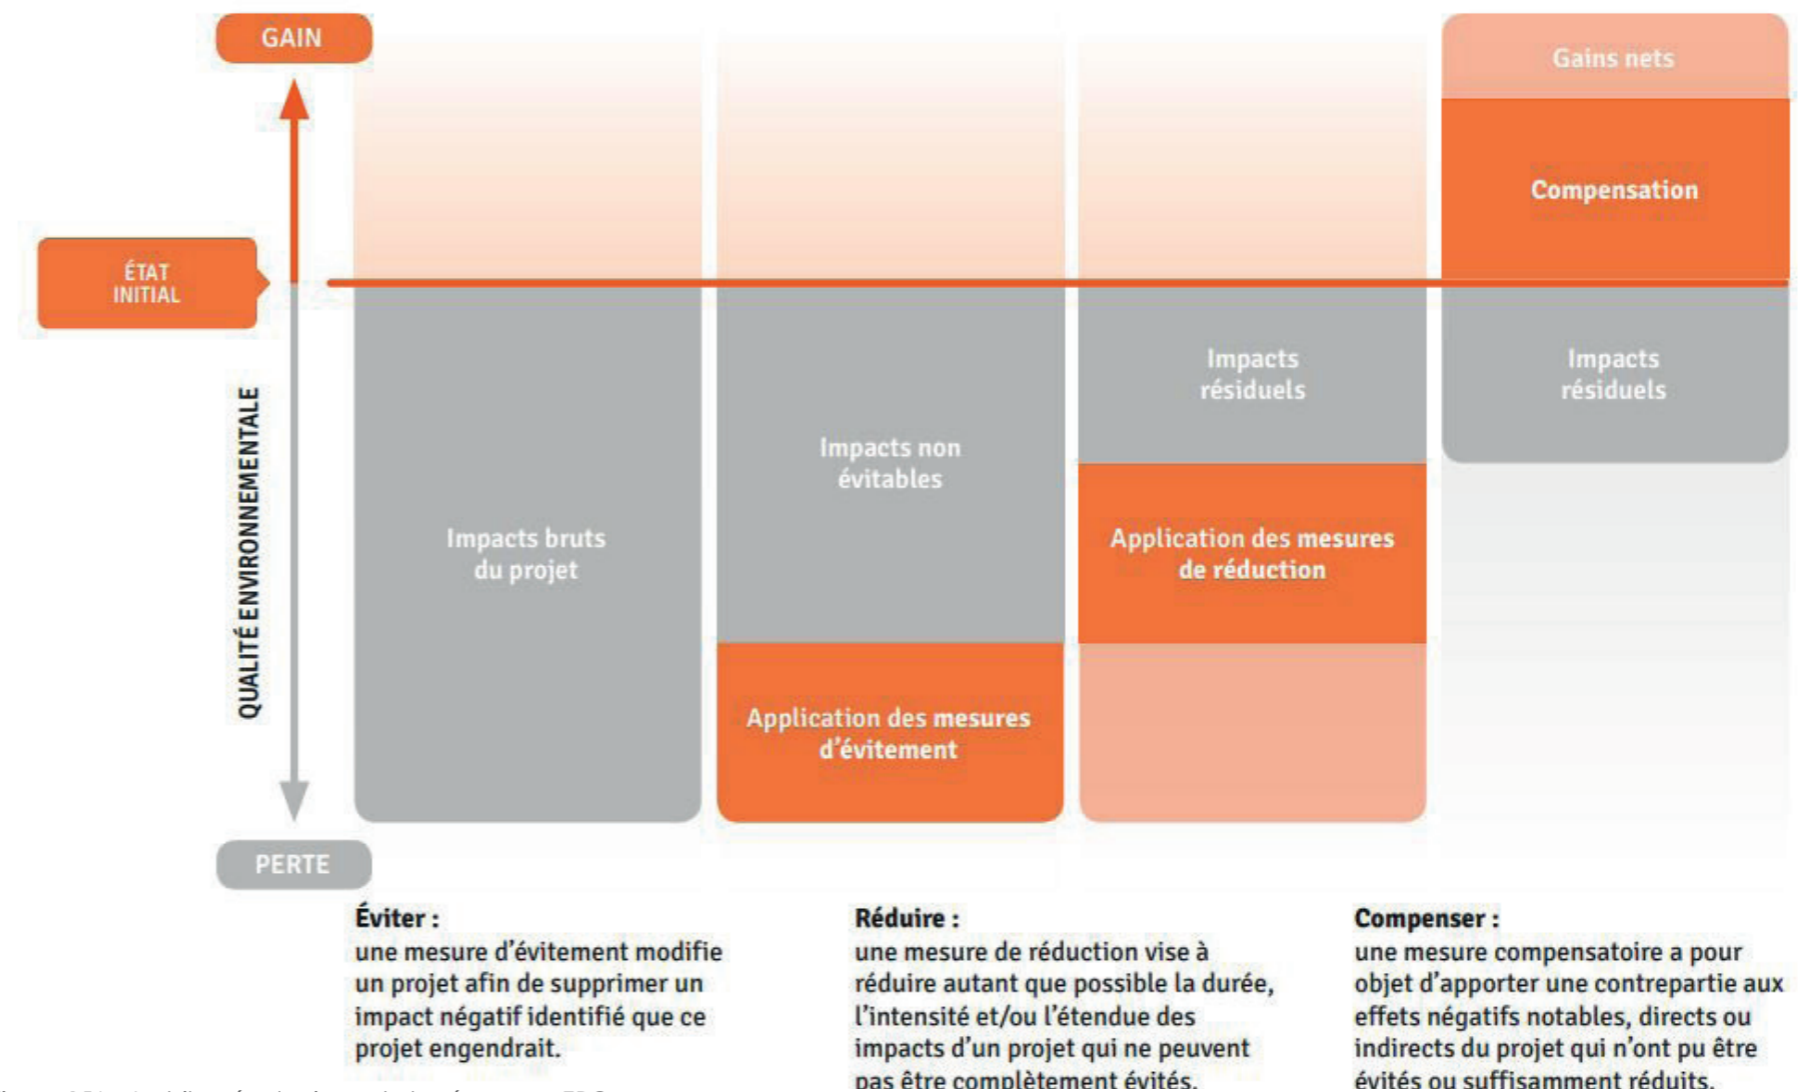 GAIN
Gains nets
Compensation
ÉTAT
INITIAL
Impacts
résiduels
Impacts
résiduels
Impacts non
évitables
Impacts bruts
du projet
Application des mesures
de réduction
Application des mesures
d'évitement
QUALITÉ ENVIRONNEMENTALE
PERTE
Éviter :
une mesure d'évitement modifie
un projet afin de supprimer un
impact négatif identifié que ce
projet engendrait.
Réduire :
une mesure de réduction vise à
réduire autant que possible la durée,
l'intensité et/ou l'étendue des
impacts d'un projet qui ne peuvent
pas être complètement évités.
Compenser :
une mesure compensatoire a pour
objet d'apporter une contrepartie aux
effets négatifs notables, directs ou
indirects du projet qui n'ont pu être
évités ou suffisamment réduits.